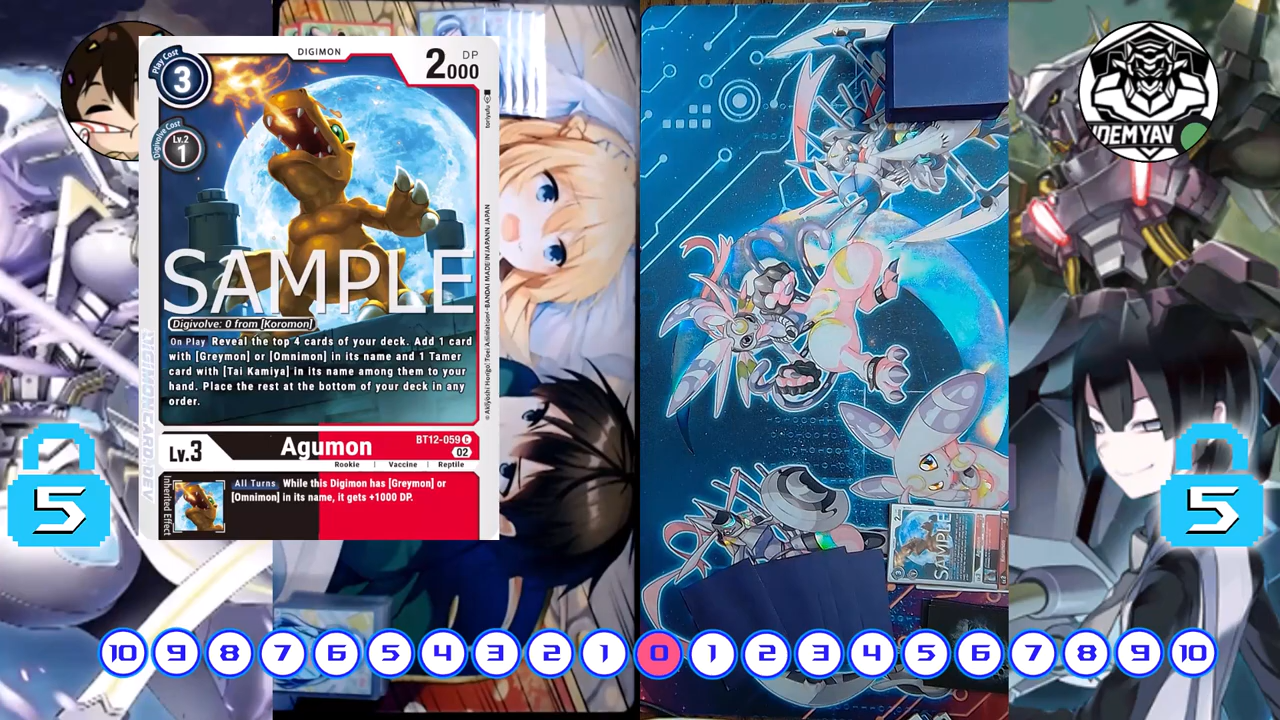 DIGIMON
Play Cost
3
DP
2000
Digivolve Cost
Lv.2
1
SAMPLE
Digivolve: 0 from [Koromon]
On Play Reveal the top 4 cards of your deck. Add 1 card
with [Greymon] or [Omnimon] in its name and 1 Tamer
card with [Tai Kamiya] in its name among them to your
hand. Place the rest at the bottom of your deck in any
order.
DIGIMONCARD.DEV
Lv.3
Agumon
BT12-059 C
02
Rookie | Vaccine | Reptile
Inherited Effect
All Turns While this Digimon has [Greymon] or
[Omnimon] in its name, it gets +1000 DP.
DEMYAV
SAMPLE
5
5
10 9 8 7 6 5 4 3 2 1 0 1 2 3 4 5 6 7 8 9 10